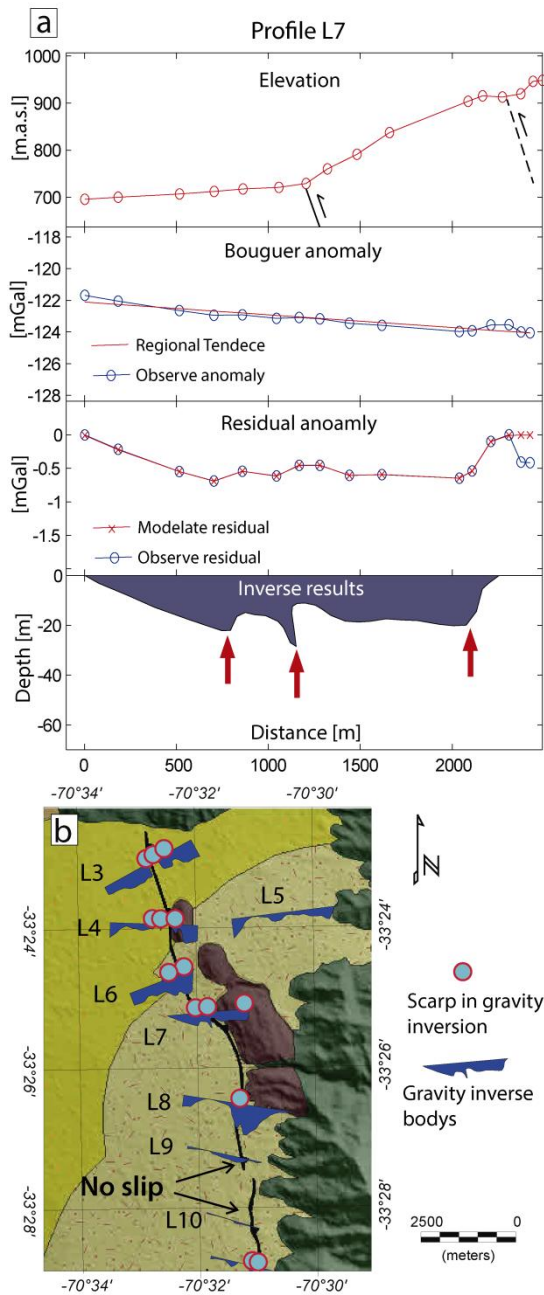 a
Profile L7
Elevation
[m.a.s.l]
1000
900
800
700
Bouguer anomaly
[mGal]
-118
-120
-122
-124
-126
-128
Regional Tendece
Observe anomaly
Residual anoamly
[mGal]
0
-0.5
-1
-1.5
Modelate residual
Observe residual
Inverse results
Depth [m]
0
-20
-40
-60
Distance [m]
0 500 1000 1500 2000
-70°34' -70°32' -70°30'
b
L3
L4
L5
L6
L7
L8
L9
No slip
L10
-33°24'
-33°26'
-33°28'
-33°24'
-33°26'
-33°28'
-70°34' -70°32' -70°30'
N
Scarp in gravity
inversion
Gravity inverse
bodys
2500 0
(meters)